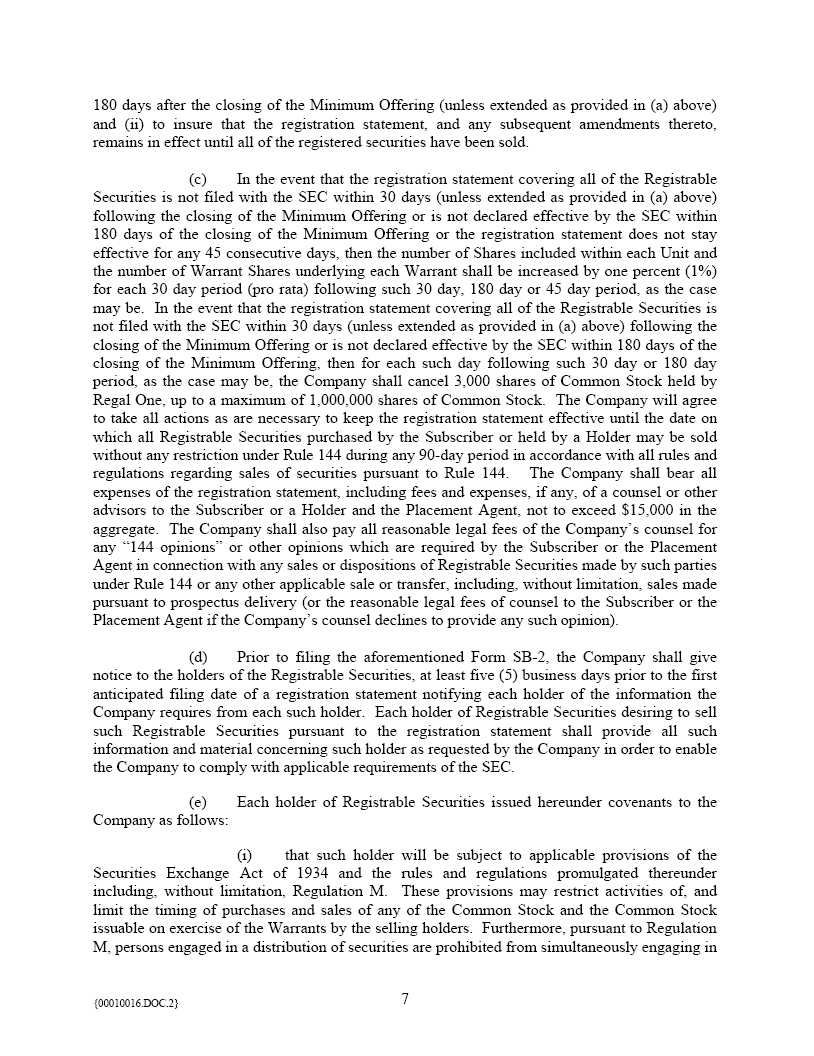 180 days after the closing of the Minimum Offering (unless extended as provided in (a) above)
and (ii) to insure that the registration statement, and any subsequent amendments thereto,
remains in effect until all of the registered securities have been sold.
(c) In the event that the registration statement covering all of the Registrable
Securities is not filed with the SEC within 30 days (unless extended as provided in (a) above)
following the closing of the Minimum Offering or is not declared effective by the SEC within
180 days of the closing of the Minimum Offering or the registration statement does not stay
effective for any 45 consecutive days, then the number of Shares included within each Unit and
the number of Warrant Shares underlying each Warrant shall be increased by one percent (1%)
for each 30 day period (pro rata) following such 30 day, 180 day or 45 day period, as the case
may be. In the event that the registration statement covering all of the Registrable Securities is
not filed with the SEC within 30 days (unless extended as provided in (a) above) following the
closing of the Minimum Offering or is not declared effective by the SEC within 180 days of the
closing of the Minimum Offering, then for each such day following such 30 day or 180 day
period, as the case may be, the Company shall cancel 3,000 shares of Common Stock held by
Regal One, up to a maximum of 1,000,000 shares of Common Stock. The Company will agree
to take all actions as are necessary to keep the registration statement effective until the date on
which all Registrable Securities purchased by the Subscriber or held by a Holder may be sold
without any restriction under Rule 144 during any 90-day period in accordance with all rules and
regulations regarding sales of securities pursuant to Rule 144. The Company shall bear all
expenses of the registration statement, including fees and expenses, if any, of a counsel or other
advisors to the Subscriber or a Holder and the Placement Agent, not to exceed $15,000 in the
aggregate. The Company shall also pay all reasonable legal fees of the Company's counsel for
any "144 opinions" or other opinions which are required by the Subscriber or the Placement
Agent in connection with any sales or dispositions of Registrable Securities made by such parties
under Rule 144 or any other applicable sale or transfer, including, without limitation, sales made
pursuant to prospectus delivery (or the reasonable legal fees of counsel to the Subscriber or the
Placement Agent if the Company's counsel declines to provide any such opinion).
(d) Prior to filing the aforementioned Form SB-2, the Company shall give
notice to the holders of the Registrable Securities, at least five (5) business days prior to the first
anticipated filing date of a registration statement notifying each holder of the information the
Company requires from each such holder. Each holder of Registrable Securities desiring to sell
such Registrable Securities pursuant to the registration statement shall provide all such
information and material concerning such holder as requested by the Company in order to enable
the Company to comply with applicable requirements of the SEC.
(e) Each holder of Registrable Securities issued hereunder covenants to the
Company as follows:
(i) that such holder will be subject to applicable provisions of the
Securities Exchange Act of 1934 and the rules and regulations promulgated thereunder
including, without limitation, Regulation M. These provisions may restrict activities of, and
limit the timing of purchases and sales of any of the Common Stock and the Common Stock
issuable on exercise of the Warrants by the selling holders. Furthermore, pursuant to Regulation
M, persons engaged in a distribution of securities are prohibited from simultaneously engaging in
{00010016.DOC.2}
7